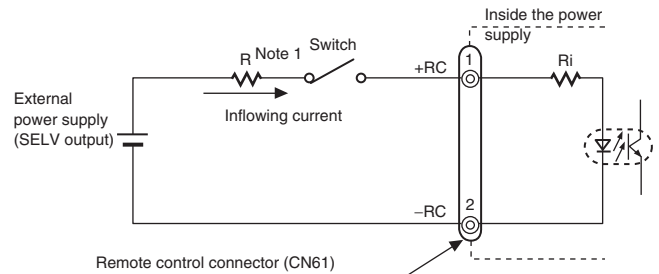 Inside the power
supply
R Note 1 Switch
+RC 1 Ri
Inflowing current
External
power supply
(SELV output)
−RC 2
Remote control connector (CN61)